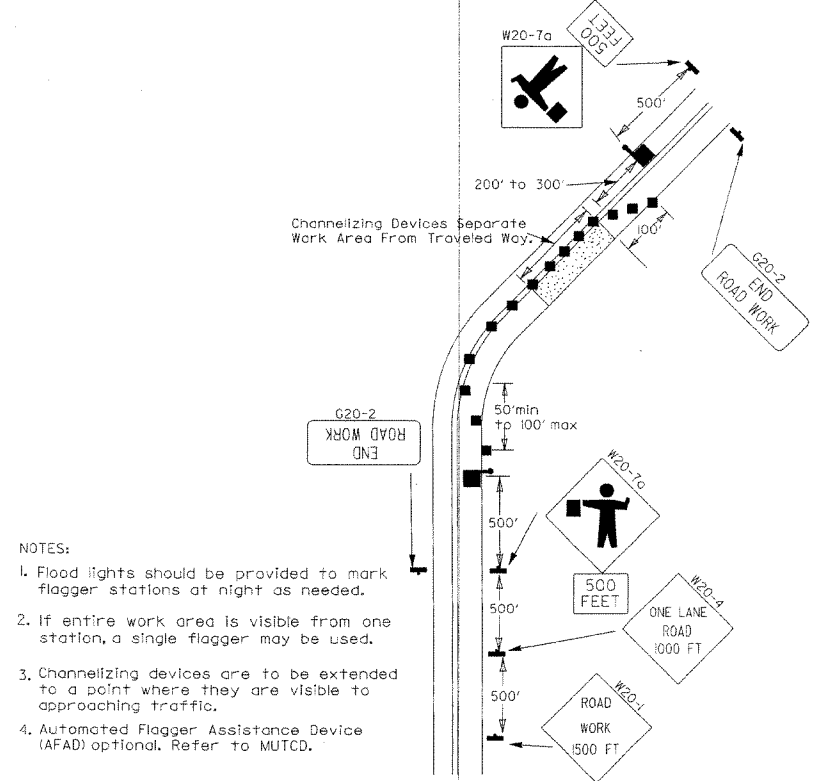 W20-7a
500
FEET
500'
200' to 300'
Channelizing Devices Separate
Work Area From Traveled Way.
100'
G20-2
END
ROAD WORK
G20-2
END
ROAD WORK
50'min
to 100' max
W20-7a
500'
500
FEET
500'
W20-4
ONE LANE
ROAD
1000 FT
500'
W20-1
ROAD
WORK
1500 FT
NOTES:
1. Flood lights should be provided to mark
flagger stations at night as needed.
2. If entire work area is visible from one
station, a single flagger may be used.
3. Channelizing devices are to be extended
to a point where they are visible to
approaching traffic.
4. Automated Flagger Assistance Device
(AFAD) optional. Refer to MUTCD.